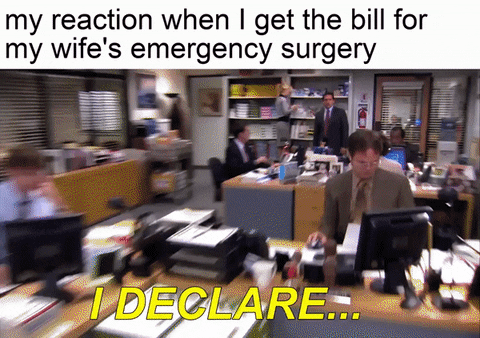 my reaction when I get the bill for
my wife's emergency surgery
I DECLARE...